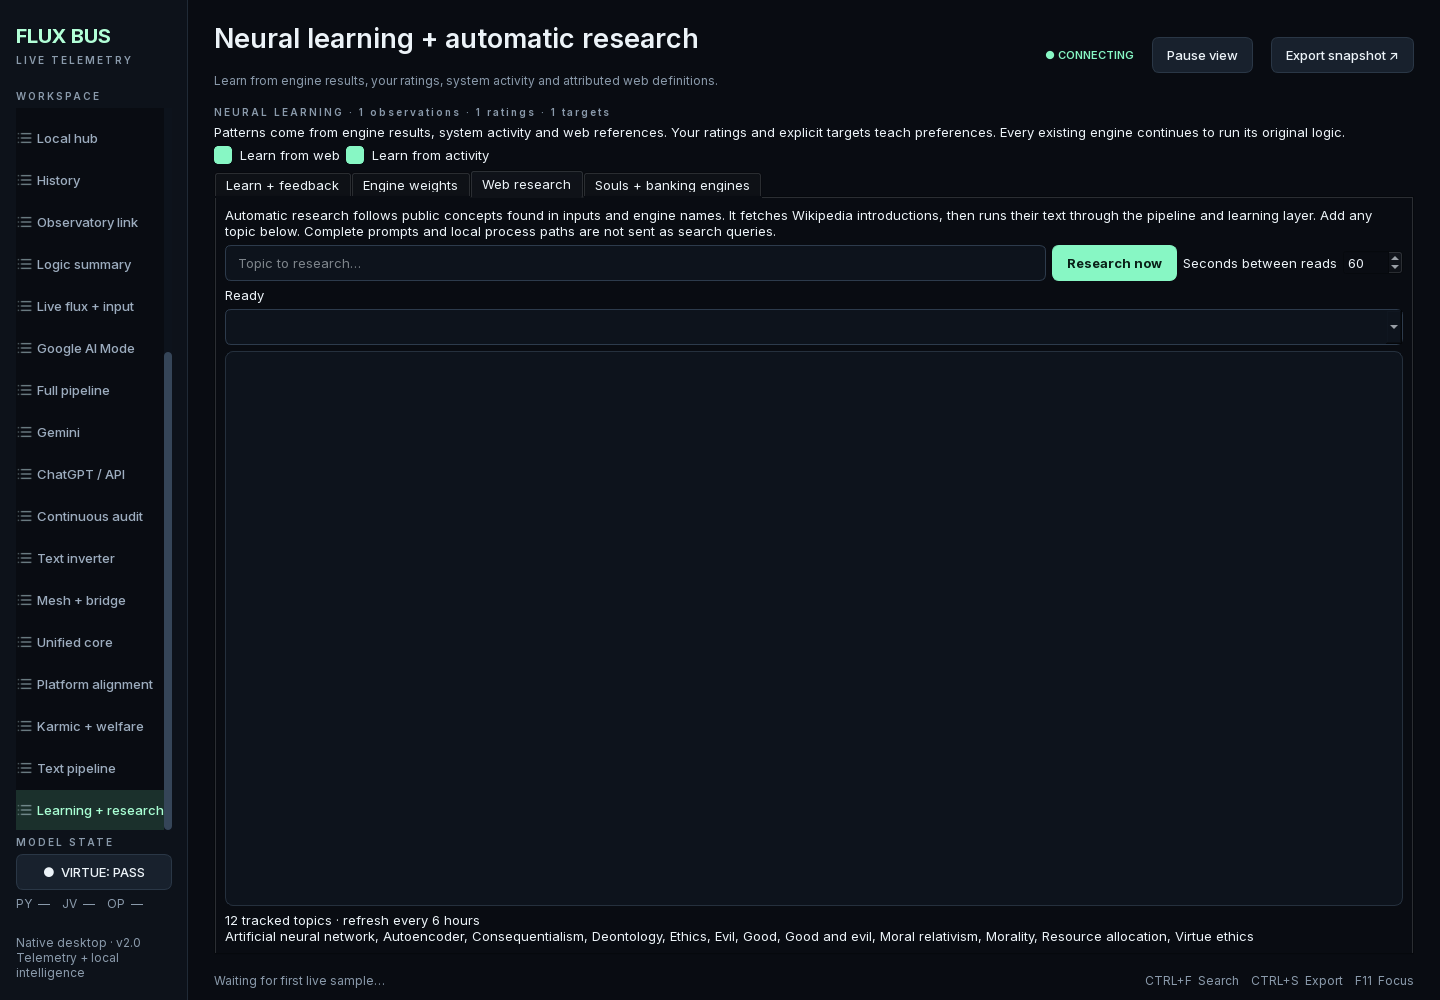 FLUX BUS
LIVE TELEMETRY
WORKSPACE
Local hub
History
Observatory link
Logic summary
Live flux + input
Google AI Mode
Full pipeline
Gemini
ChatGPT / API
Continuous audit
Text inverter
Mesh + bridge
Unified core
Platform alignment
Karmic + welfare
Text pipeline
Learning + research
MODEL STATE
● VIRTUE: PASS
PY — JV — OP —
Native desktop · v2.0
Telemetry + local
intelligence
Neural learning + automatic research
Learn from engine results, your ratings, system activity and attributed web definitions.
● CONNECTING
Pause view
Export snapshot ↗
NEURAL LEARNING · 1 observations · 1 ratings · 1 targets
Patterns come from engine results, system activity and web references. Your ratings and explicit targets teach preferences. Every existing engine continues to run its original logic.
Learn from web Learn from activity
Learn + feedback Engine weights Web research Souls + banking engines
Automatic research follows public concepts found in inputs and engine names. It fetches Wikipedia introductions, then runs their text through the pipeline and learning layer. Add any
topic below. Complete prompts and local process paths are not sent as search queries.
Topic to research… Research now Seconds between reads 60
Ready
12 tracked topics · refresh every 6 hours
Artificial neural network, Autoencoder, Consequentialism, Deontology, Ethics, Evil, Good, Good and evil, Moral relativism, Morality, Resource allocation, Virtue ethics
Waiting for first live sample…
CTRL+F Search CTRL+S Export F11 Focus